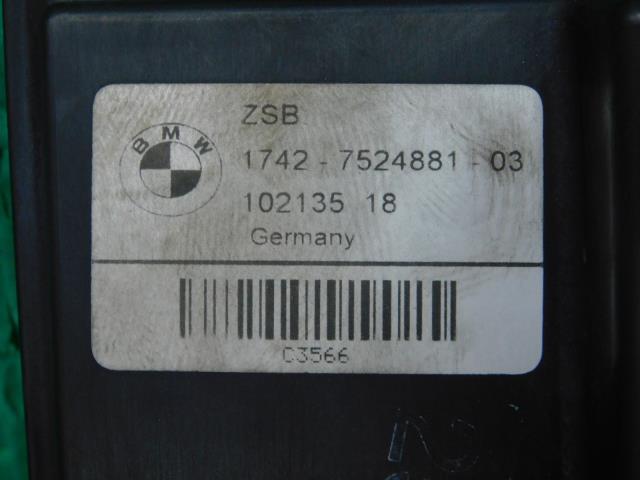 BMW
ZSB
1742 - 7524881 - 03
102135 18
Germany
C3566